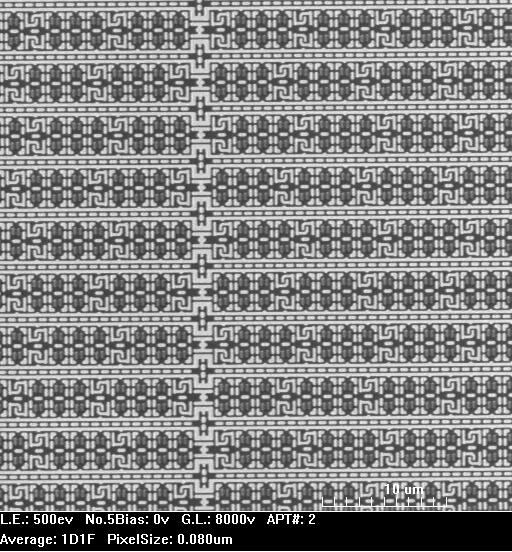 10 um
L.E.: 500ev No.5Bias: 0v G.L.: 8000v APT#: 2
Average: 1D1F PixelSize: 0.080um